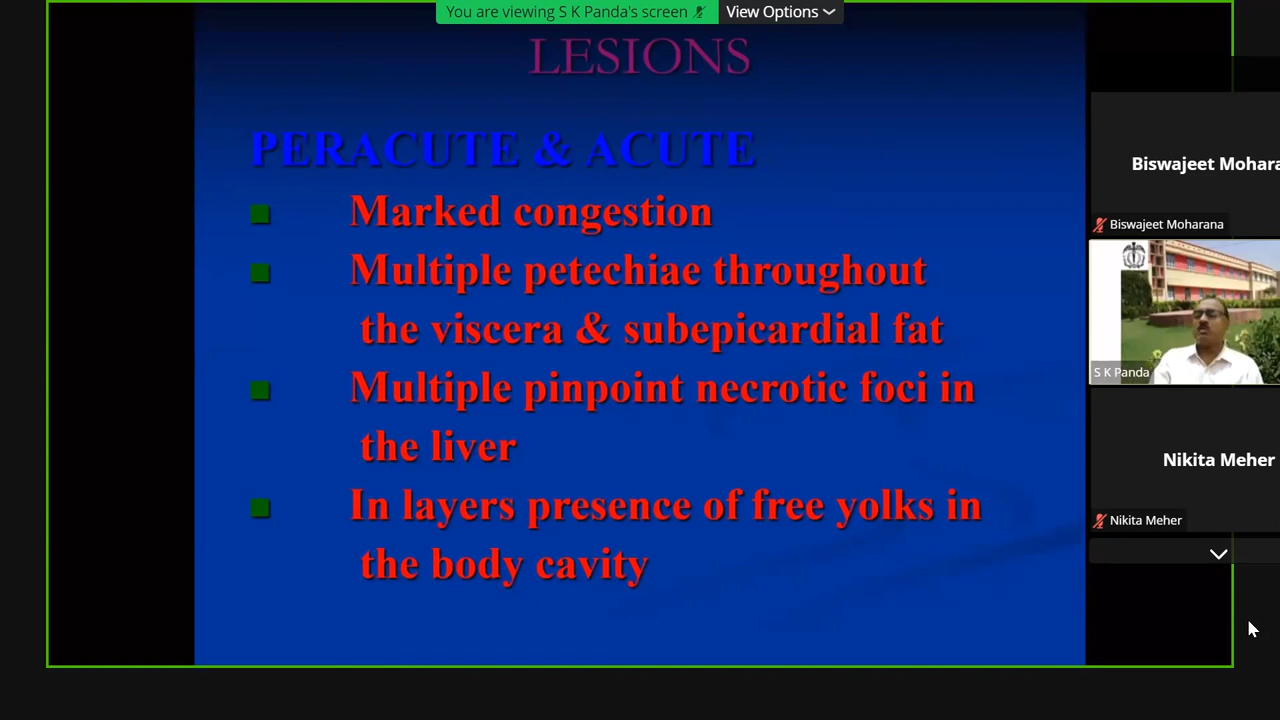 You are viewing S K Panda's screen
View Options
LESIONS
PERACUTE & ACUTE
Marked congestion
Multiple petechiae throughout
the viscera & subepicardial fat
Multiple pinpoint necrotic foci in
the liver
In layers presence of free yolks in
the body cavity
Biswajeet Mohara
Biswajeet Moharana
S K Panda
Nikita Meher
Nikita Meher